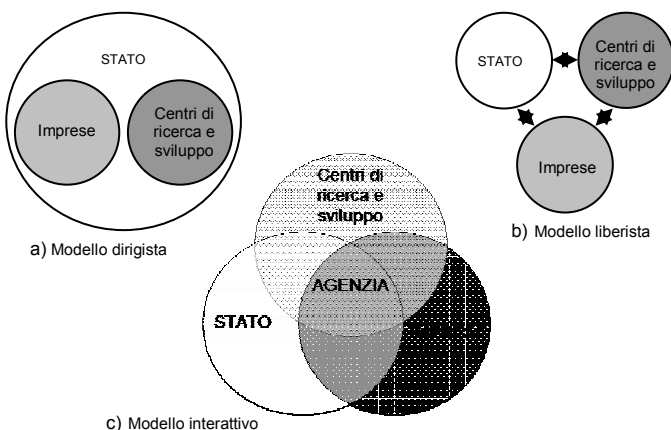 STATO
Imprese
Centri di
ricerca e
sviluppo
a) Modello dirigista
STATO
Centri di
ricerca e
sviluppo
Imprese
b) Modello liberista
Centri di
ricerca e
sviluppo
AGENZIA
STATO
c) Modello interattivo